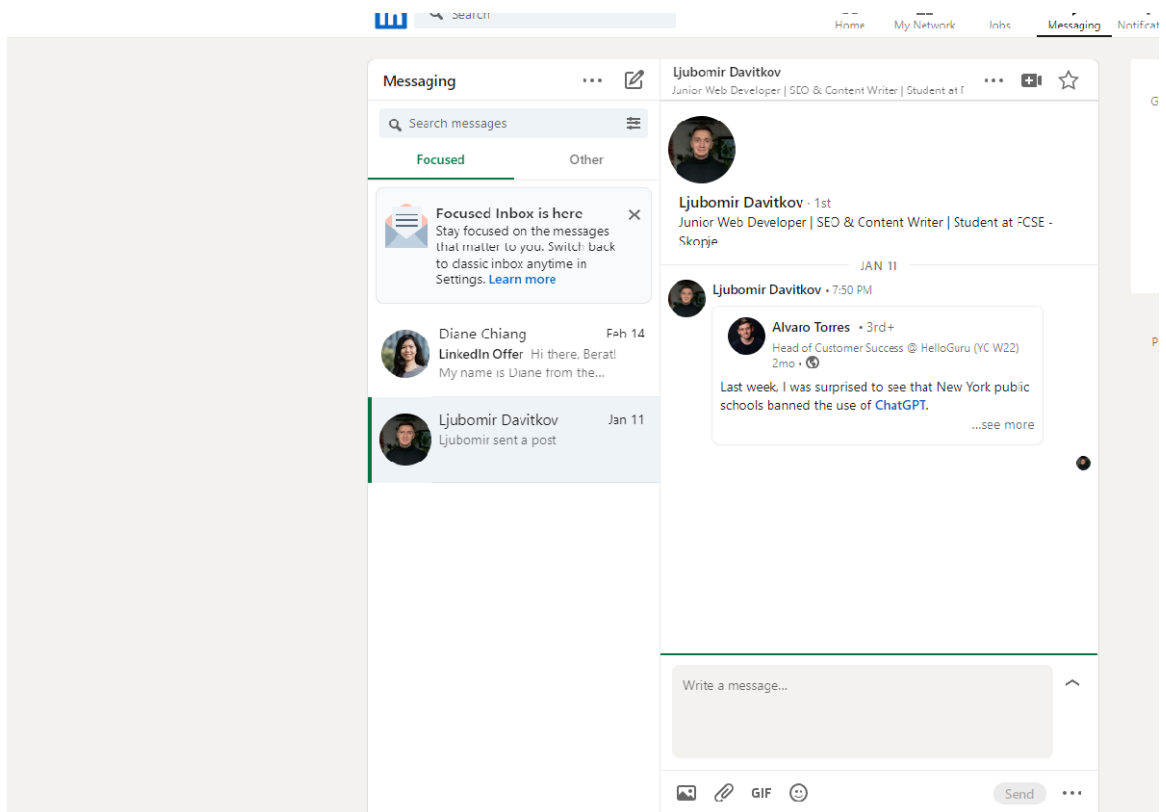 Search
Home
My Network
Jobs
Messaging
Notificat
Messaging
Search messages
Focused
Other
Focused Inbox is here
Stay focused on the messages
that matter to you. Switch back
to classic inbox anytime in
Settings. Learn more
Diane Chiang
Feb 14
LinkedIn Offer Hi there, Berat!
My name is Diane from the...
Ljubomir Davitkov
Jan 11
Ljubomir sent a post
Ljubomir Davitkov
Junior Web Developer | SEO & Content Writer | Student at F
Ljubomir Davitkov · 1st
Junior Web Developer | SEO & Content Writer | Student at FCSE -
Skopje
JAN 11
Ljubomir Davitkov • 7:50 PM
Alvaro Torres • 3rd+
Head of Customer Success @ HelloGuru (YC W22)
2mo •
Last week, I was surprised to see that New York public
schools banned the use of ChatGPT.
...see more
Write a message...
GIF
Send
G
P